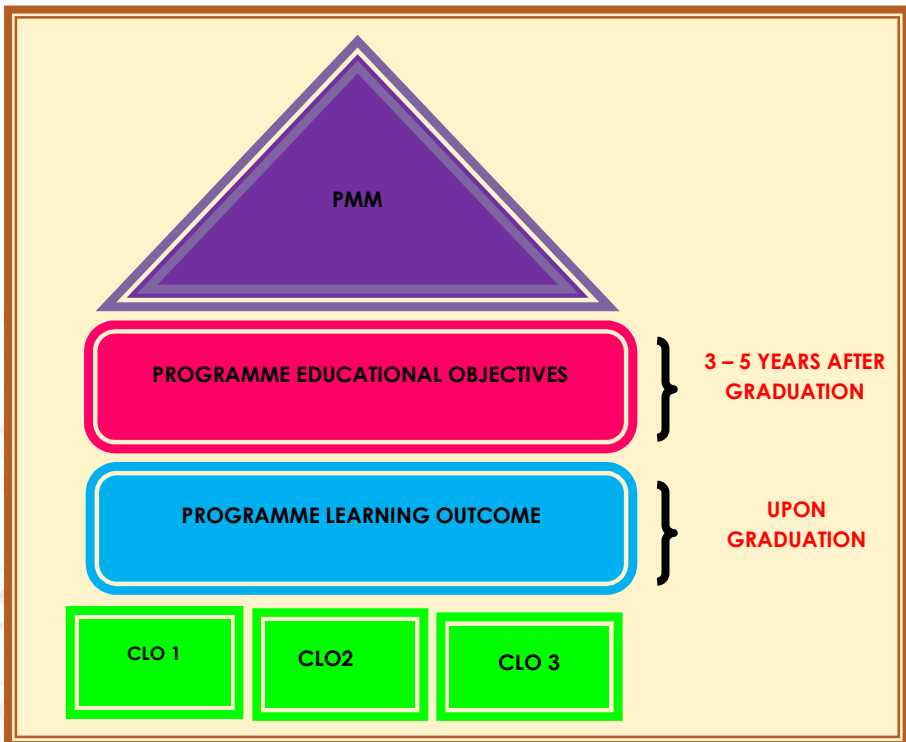 PMM
PROGRAMME EDUCATIONAL OBJECTIVES
3 – 5 YEARS AFTER
GRADUATION
PROGRAMME LEARNING OUTCOME
UPON
GRADUATION
CLO 1
CLO2
CLO 3